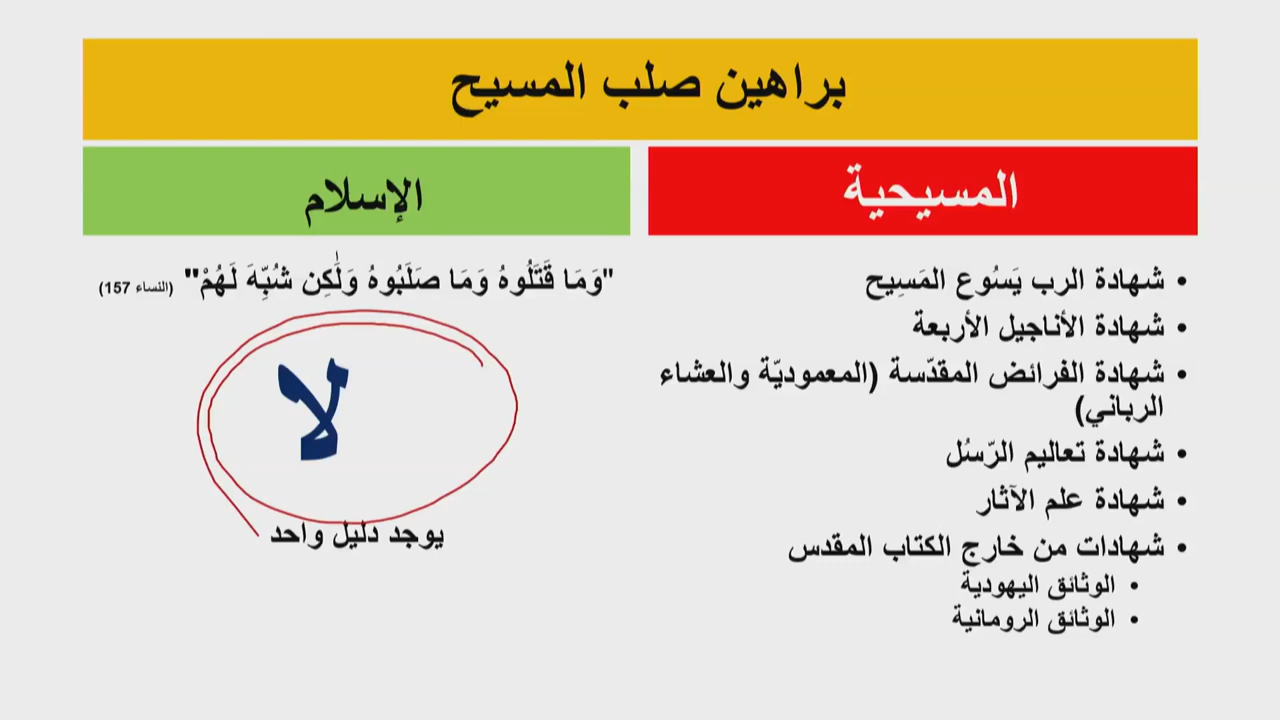 براهين صلب المسيح
المسيحية
• شهادة الرب يَسُوع المَسِيح
• شهادة الأناجيل الأربعة
• شهادة الفرائض المقدّسة (المعموديّة والعشاء
الرباني)
• شهادة تعاليم الرّسُل
• شهادة علم الآثار
• شهادات من خارج الكتاب المقدس
• الوثائق اليهودية
• الوثائق الرومانية
الإسلام
"وَمَا قَتَلُوهُ وَمَا صَلَبُوهُ وَلَٰكِن شُبِّهَ لَهُمْ" (النساء 157)
لا
يوجد دليل واحد